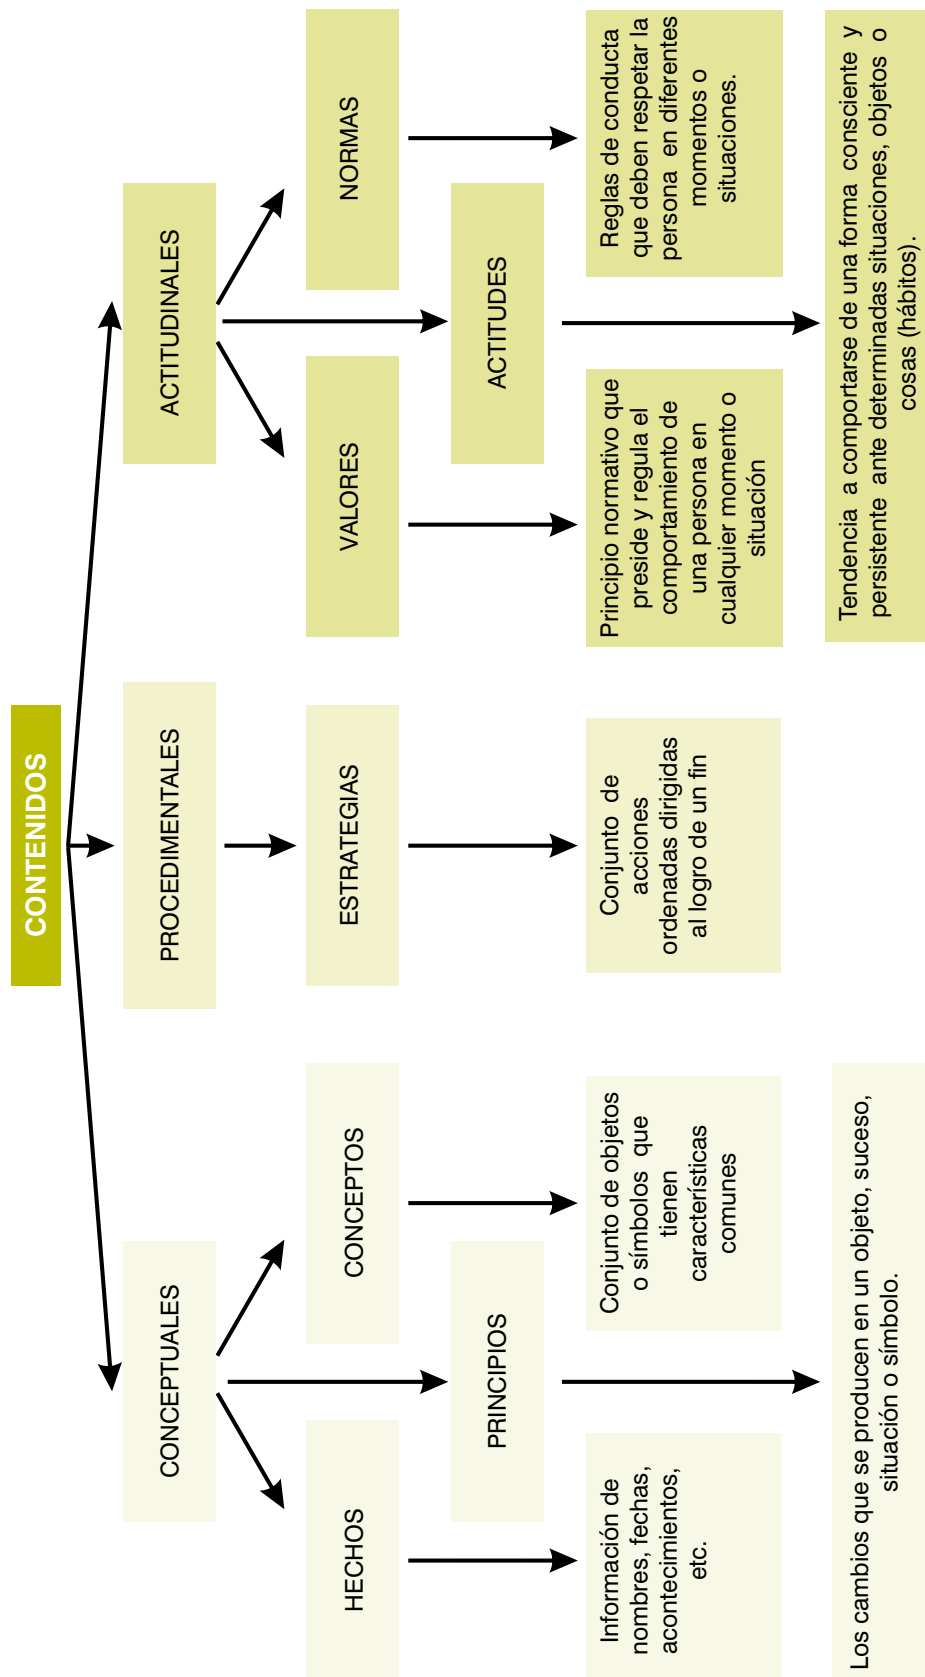 CONTENIDOS
CONCEPTUALES
PROCEDIMENTALES
ACTITUDINALES
HECHOS
CONCEPTOS
ESTRATEGIAS
VALORES
NORMAS
PRINCIPIOS
ACTITUDES
Información de
nombres, fechas,
acontecimientos,
etc.
Conjunto de objetos
o símbolos que
tienen
características
comunes
Conjunto de
acciones
ordenadas dirigidas
al logro de un fin
Principio normativo que
preside y regula el
comportamiento de
una persona en
cualquier momento o
situación
Reglas de conducta
que deben respetar la
persona en diferentes
momentos o
situaciones.
Los cambios que se producen en un objeto, suceso,
situación o símbolo.
Tendencia a comportarse de una forma consciente y
persistente ante determinadas situaciones, objetos o
cosas (hábitos).